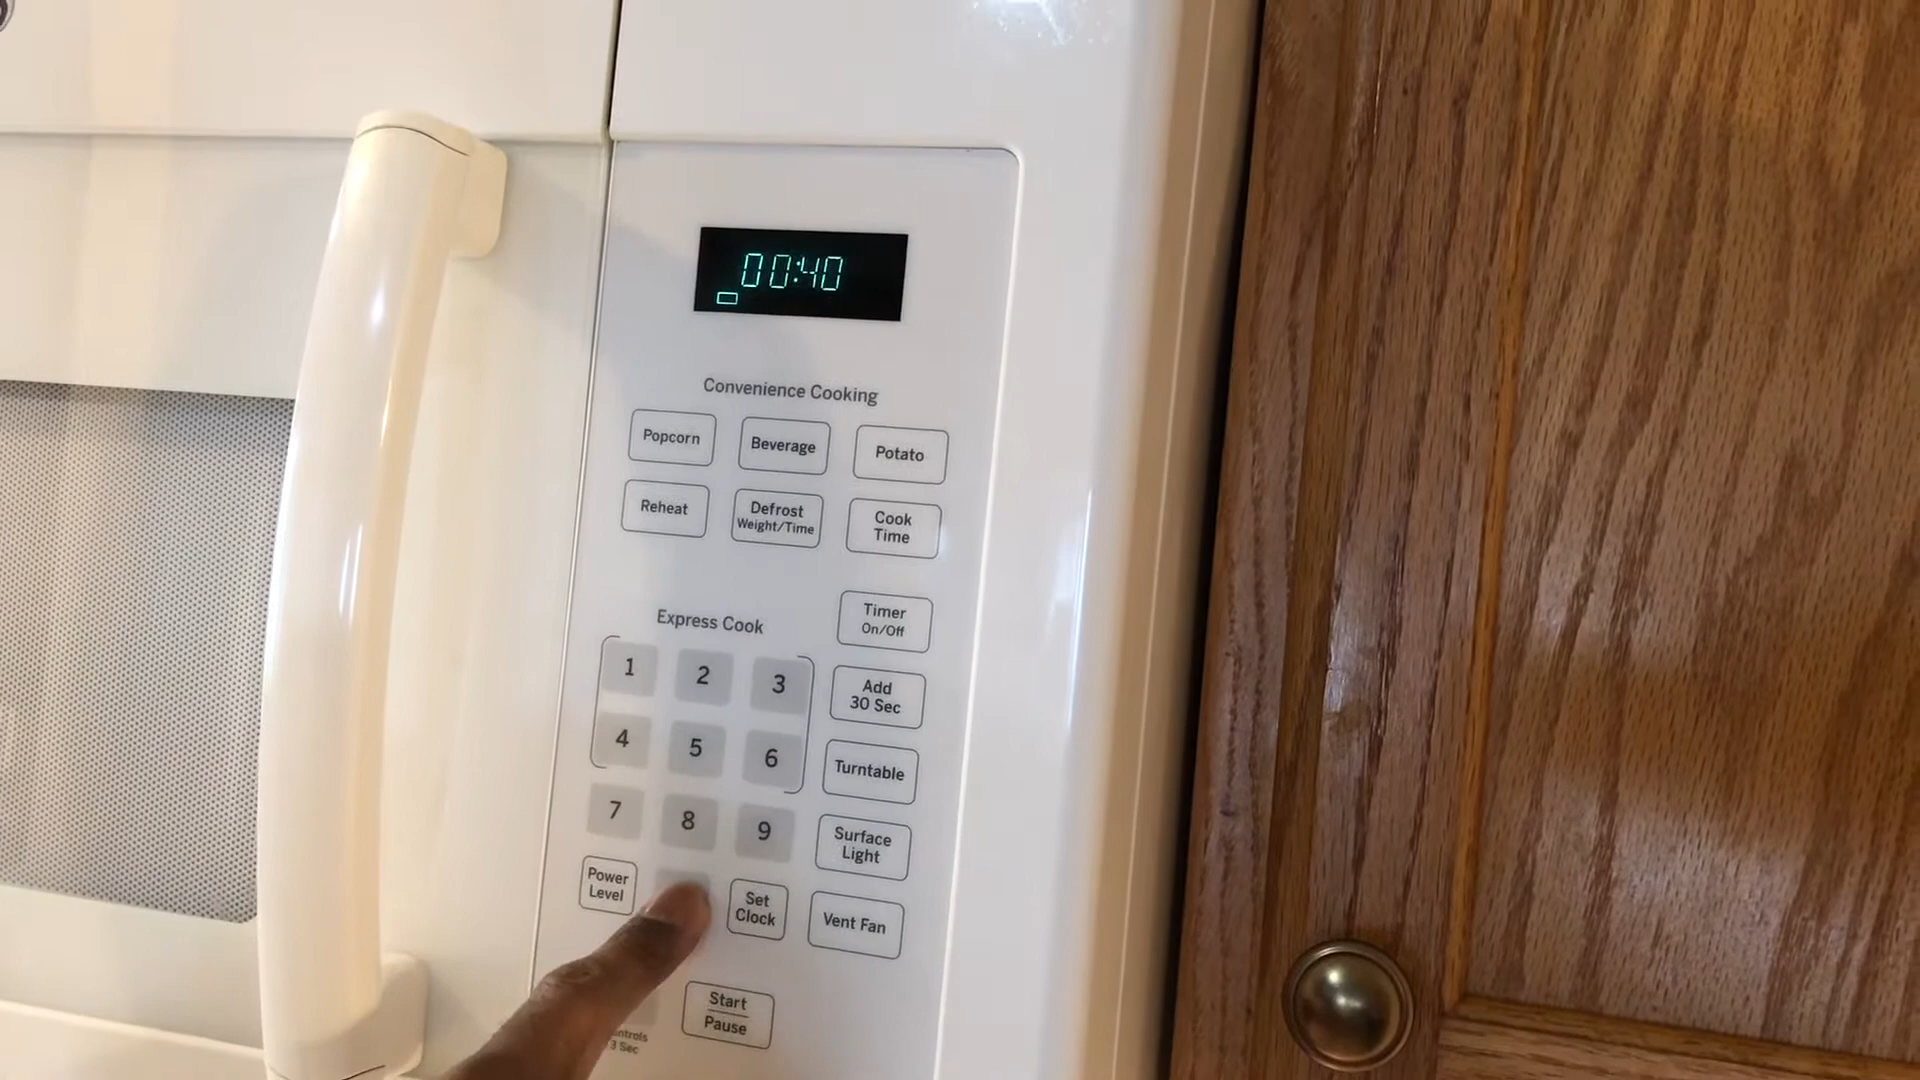 00:40
Convenience Cooking
Popcorn
Beverage
Potato
Reheat
Defrost
Weight/Time
Cook
Time
Timer
On/Off
Express Cook
1 2 3
Add
30 Sec
4 5 6
Turntable
7 8 9
Surface
Light
Power
Level
Set
Clock
Vent Fan
Start
Pause
3 Sec